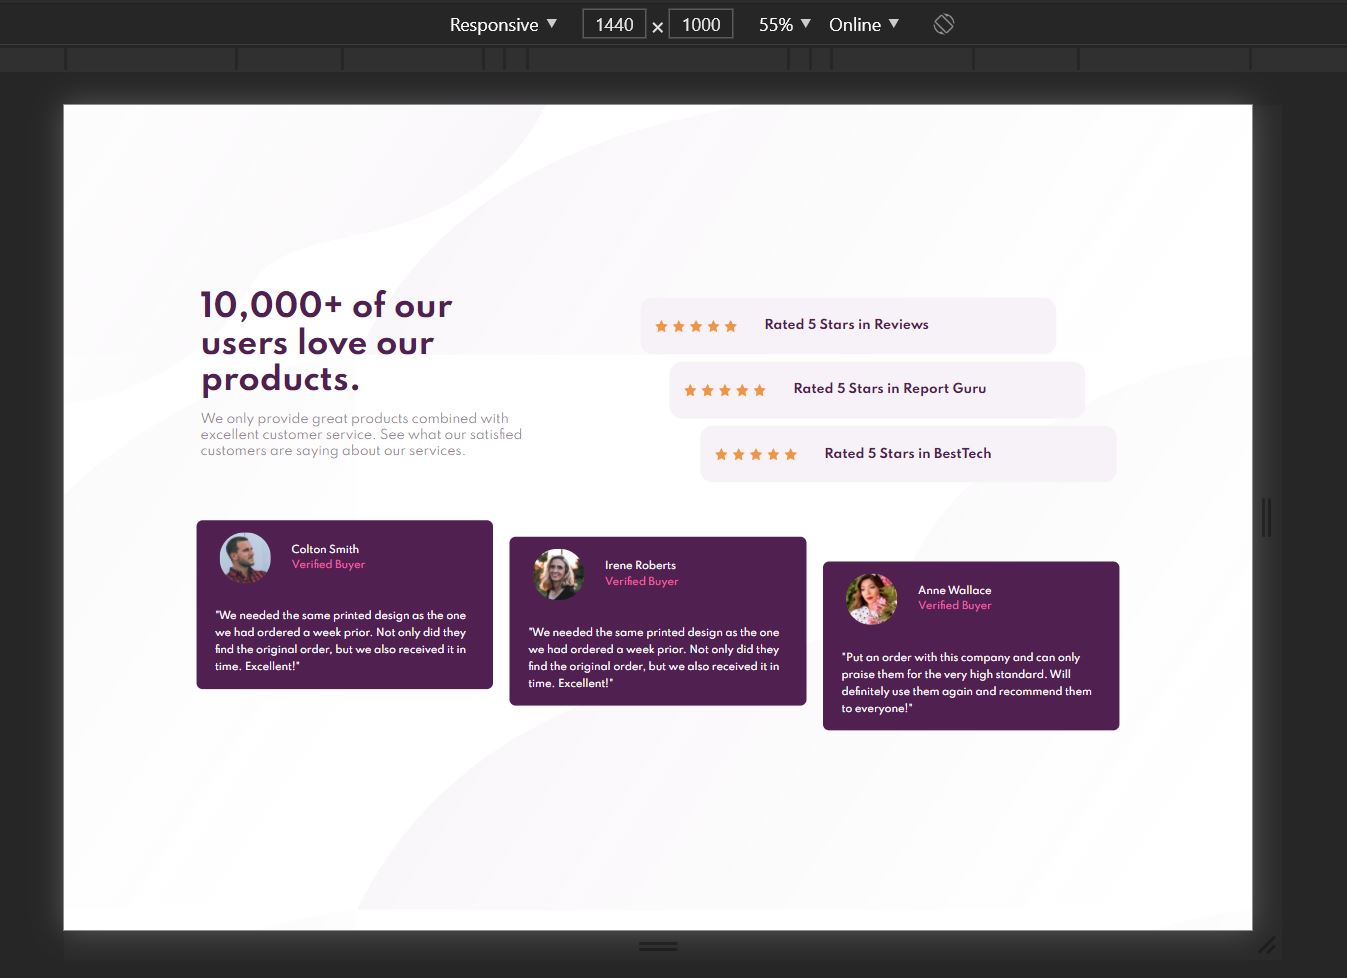 Responsive 1440 × 1000 55% Online
10,000+ of our
users love our
products.
We only provide great products combined with
excellent customer service. See what our satisfied
customers are saying about our services.
Rated 5 Stars in Reviews
Rated 5 Stars in Report Guru
Rated 5 Stars in BestTech
Colton Smith
Verified Buyer
"We needed the same printed design as the one
we had ordered a week prior. Not only did they
find the original order, but we also received it in
time. Excellent!"
Irene Roberts
Verified Buyer
"We needed the same printed design as the one
we had ordered a week prior. Not only did they
find the original order, but we also received it in
time. Excellent!"
Anne Wallace
Verified Buyer
"Put an order with this company and can only
praise them for the very high standard. Will
definitely use them again and recommend them
to everyone!"